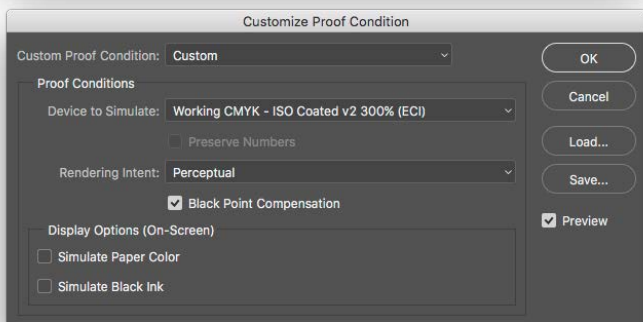 Customize Proof Condition
Custom Proof Condition: Custom
OK
Proof Conditions
Cancel
Device to Simulate: Working CMYK - ISO Coated v2 300% (ECI)
Preserve Numbers
Load...
Rendering Intent: Perceptual
Save...
Black Point Compensation
Preview
Display Options (On-Screen)
Simulate Paper Color
Simulate Black Ink